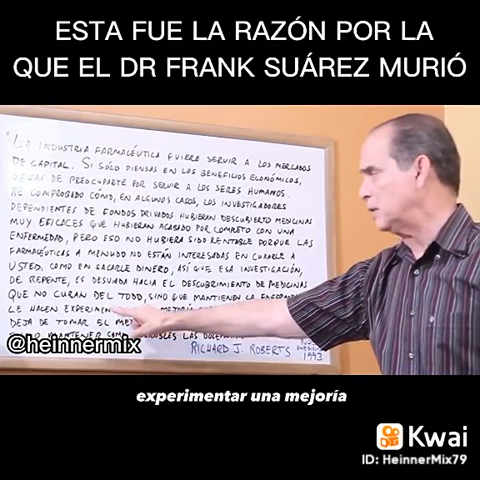 ESTA FUE LA RAZÓN POR LA
QUE EL DR FRANK SUÁREZ MURIÓ
"LA INDUSTRIA FARMACÉUTICA QUIERE SERVIR A LOS MERCADOS
DE CAPITAL. SI SÓLO PIENSAS EN LOS BENEFICIOS ECONÓMICOS,
DEJAS DE PREOCUPARTE POR SERVIR A LOS SERES HUMANOS.
HE COMPROBADO CÓMO, EN ALGUNOS CASOS, LOS INVESTIGADORES
DEPENDIENTES DE FONDOS PRIVADOS HUBIERAN DESCUBIERTO MEDICINAS
MUY EFICACES QUE HUBIERAN ACABADO POR COMPLETO CON UNA
ENFERMEDAD, PERO ESO NO HUBIERA SIDO RENTABLE PORQUE LAS
FARMACÉUTICAS A MENUDO NO ESTÁN INTERESADAS EN CURARLE A
USTED, COMO EN SACARLE DINERO, ASÍ QUE ESA INVESTIGACIÓN,
DE REPENTE, ES DESVIADA HACIA EL DESCUBRIMIENTO DE MEDICINAS
QUE NO CURAN DEL TODO, SINO QUE MANTIENEN LA
LE HACEN
DEJA DE TOMAR EL
MANTENER
RICHARD J. ROBERTS
1993
@heinnermix
experimentar una mejoría
Kwai
ID: HeinnerMix79